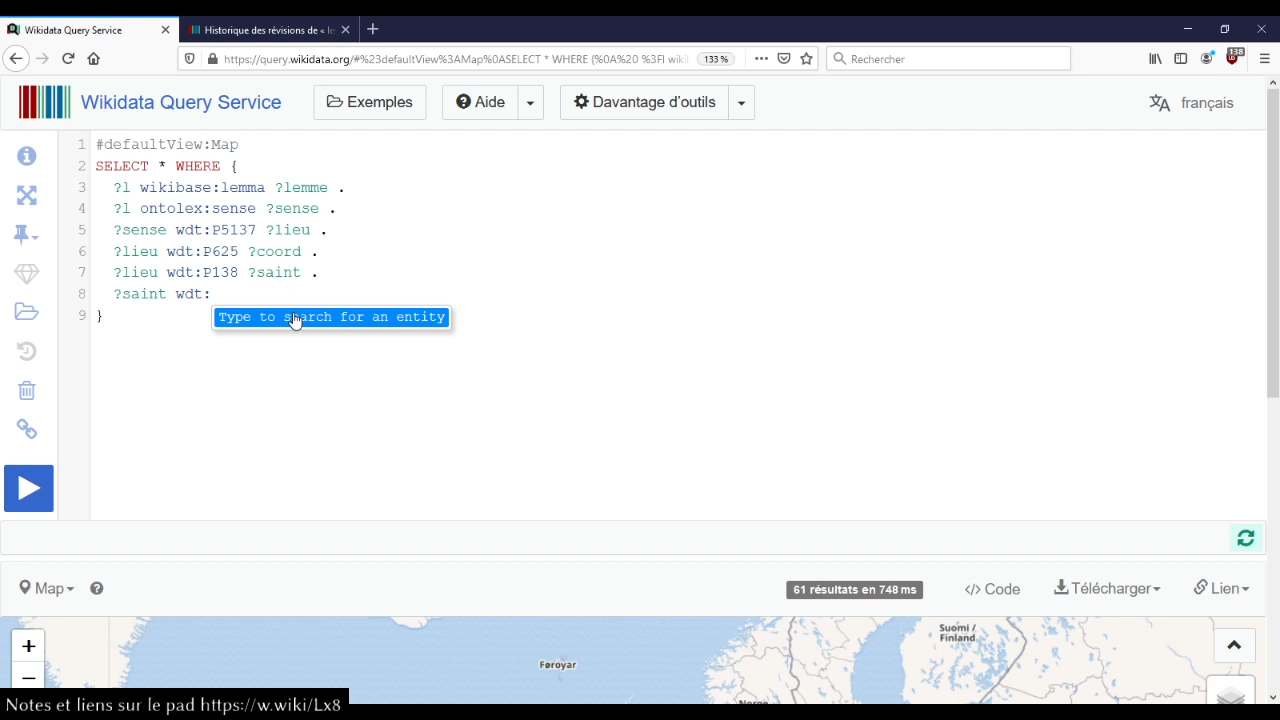 Wikidata Query Service
Historique des révisions de « le
https://query.wikidata.org/#%23defaultView%3AMap%0ASELECT * WHERE {%0A%20 %3Fl wiki
133 %
Rechercher
138
Wikidata Query Service
Exemples
Aide
Davantage d'outils
français
1 #defaultView:Map
2 SELECT * WHERE {
3 ?l wikibase:lemma ?lemme .
4 ?l ontolex:sense ?sense .
5 ?sense wdt:P5137 ?lieu .
6 ?lieu wdt:P625 ?coord .
7 ?lieu wdt:P138 ?saint .
8 ?saint wdt:
9 }
Type to search for an entity
Map
61 résultats en 748 ms
</> Code
Télécharger
Lien
+
−
Føroyar
Suomi /
Finland
Norge
Notes et liens sur le pad https://w.wiki/Lx8